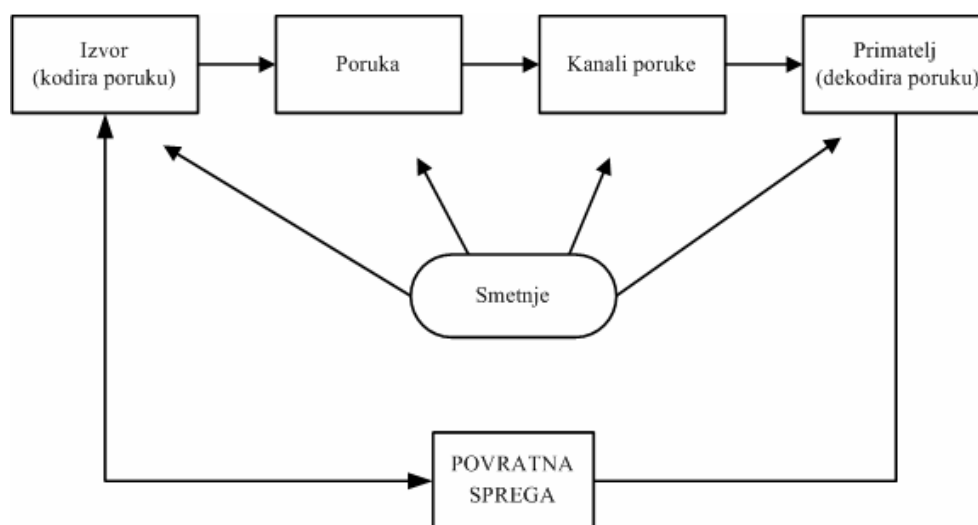 Izvor
(kodira poruku)
Poruka
Kanali poruke
Primatelj
(dekodira poruku)
Smetnje
POVRATNA
SPREGA